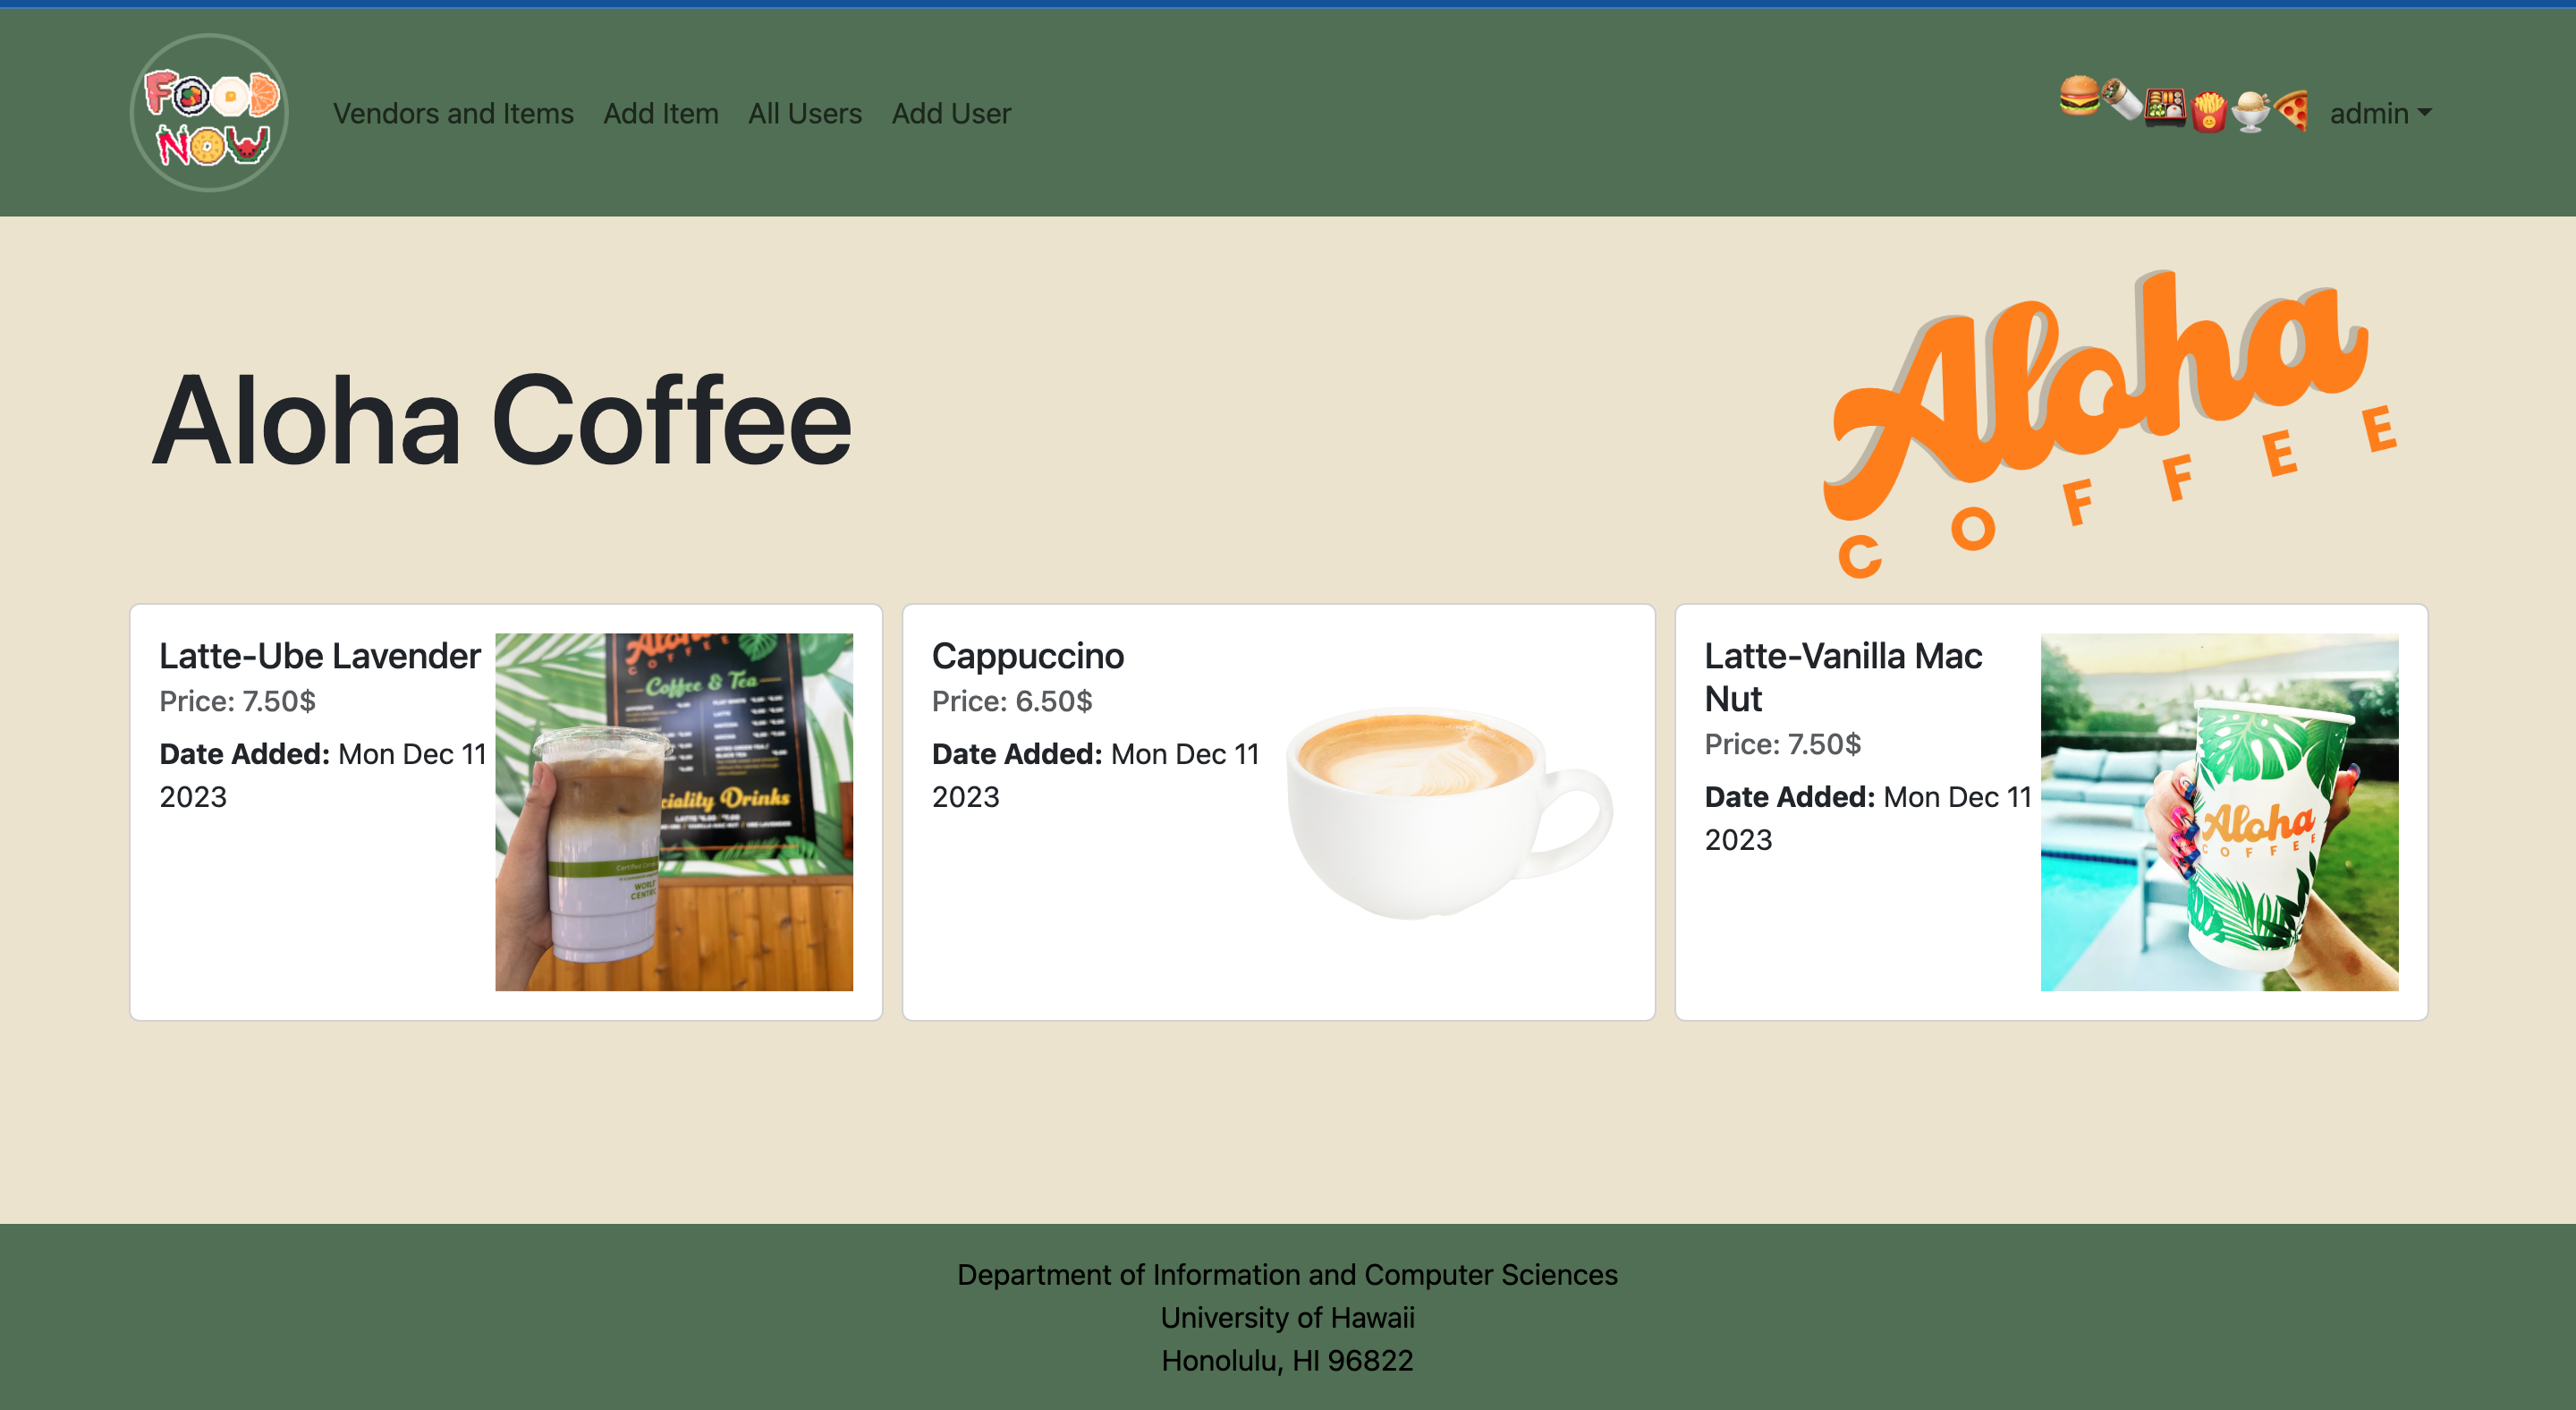 FOOD
NOW
Vendors and Items
Add Item
All Users
Add User
admin
Aloha Coffee
Aloha
COFFEE
Latte-Ube Lavender
Price: 7.50$
Date Added: Mon Dec 11
2023
Aloha
COFFEE
Coffee & Tea
LATTE
Drinks
WORLD
CENTRIC
Cappuccino
Price: 6.50$
Date Added: Mon Dec 11
2023
Latte-Vanilla Mac
Nut
Price: 7.50$
Date Added: Mon Dec 11
2023
Aloha
COFFEE
Department of Information and Computer Sciences
University of Hawaii
Honolulu, HI 96822